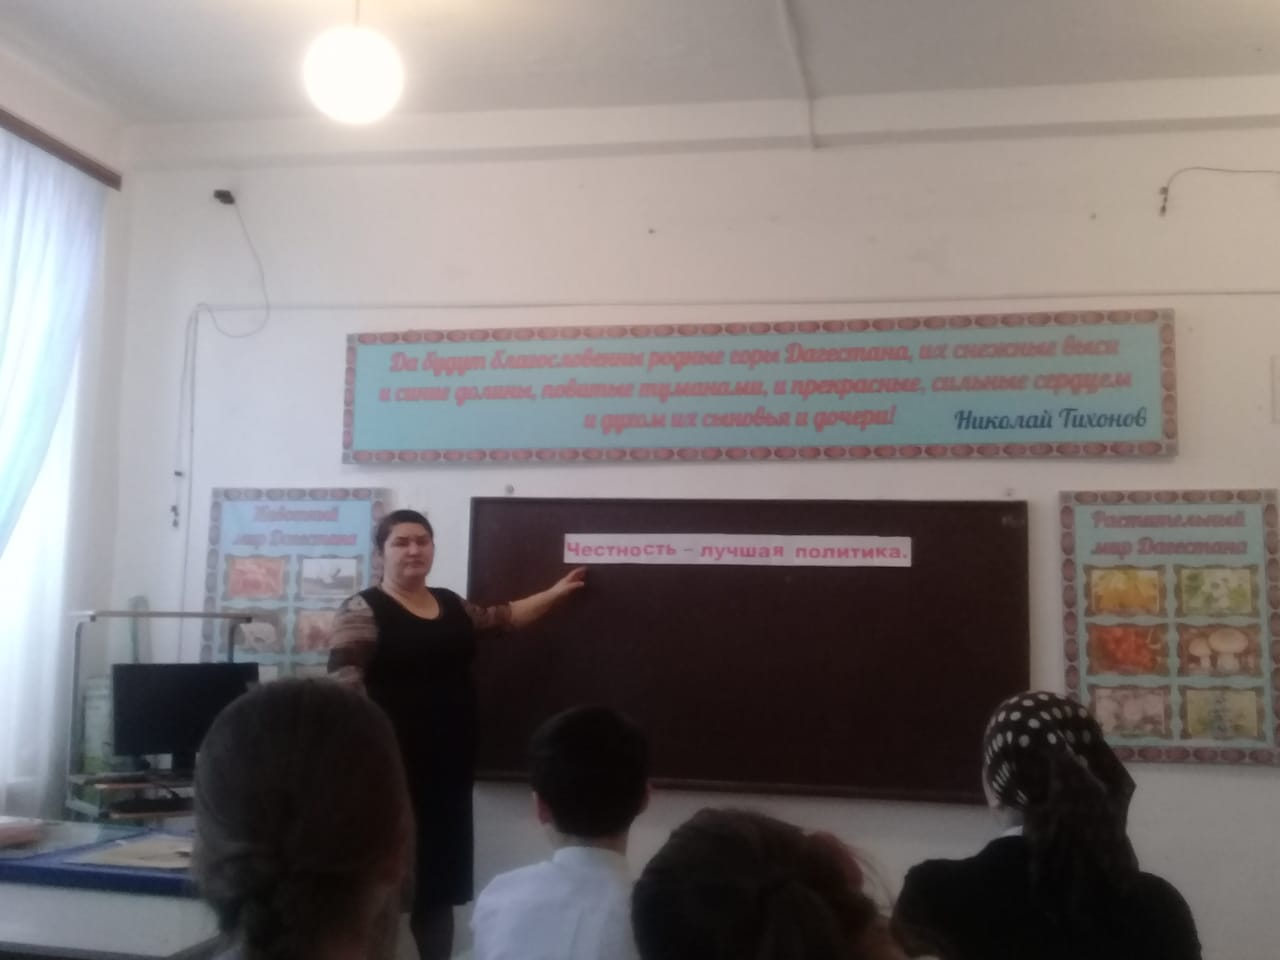 Да будут благословенны родные горы Дагестана, их снежные выси
и синие долины, повитые туманами, и прекрасные, сильные сердцем
и духом их сыновья и дочери!
Николай Тихонов
Животный
мир Дагестана
Честность – лучшая политика.
Растительный
мир Дагестана